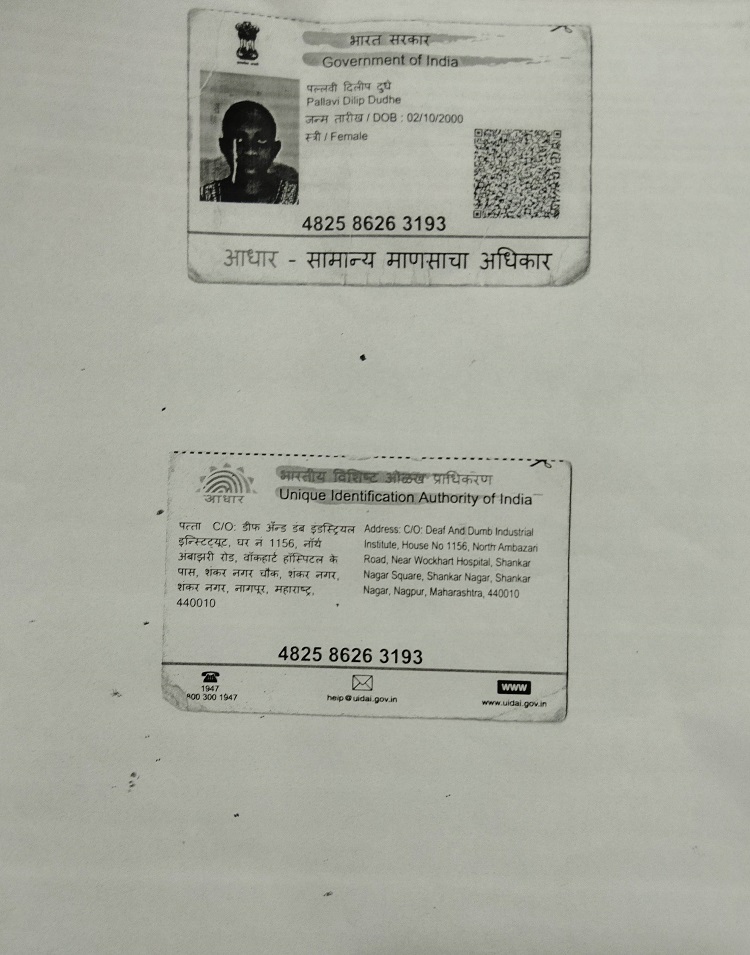 भारत सरकार
Government of India
पल्लवी दिलीप दुधे
Pallavi Dilip Dudhe
जन्म तारीख / DOB : 02/10/2000
स्त्री / Female
4825 8626 3193
आधार - सामान्य माणसाचा अधिकार
भारतीय विशिष्ट ओळख प्राधिकरण
Unique Identification Authority of India
आधार
पत्ता C/O: डीफ अॅन्ड डंब इंडस्ट्रियल
इन्स्टिट्यूट, घर नं 1156, नॉर्थ
अंबाझरी रोड, वॉकहार्ट हॉस्पिटल के
पास, शंकर नगर चौक, शंकर नगर,
शंकर नगर, नागपूर, महाराष्ट्र,
440010
Address: C/O: Deaf And Dumb Industrial
Institute, House No 1156, North Ambazari
Road, Near Wockhart Hospital, Shankar
Nagar Square, Shankar Nagar, Shankar
Nagar, Nagpur, Maharashtra, 440010
4825 8626 3193
1947
800 300 1947
help@uidai.gov.in
www
www.uidai.gov.in